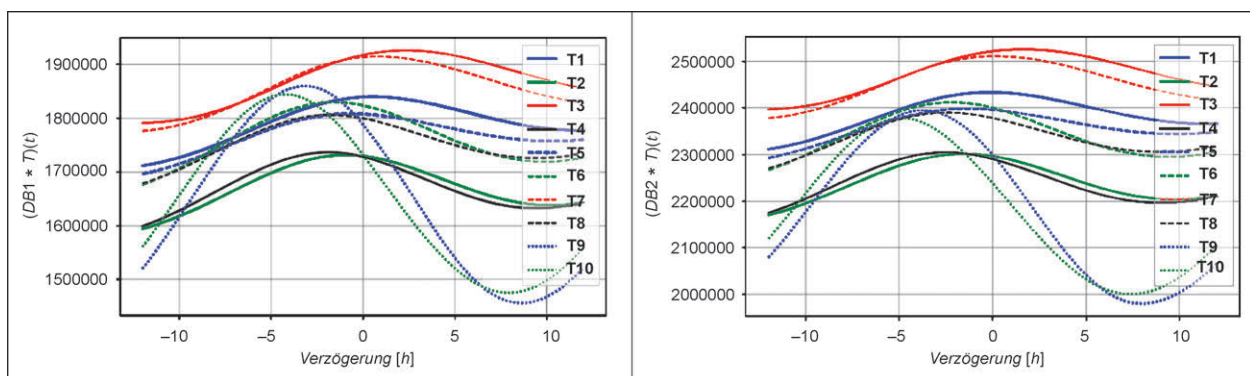 (DB1 * T)(t)
1900000
1800000
1700000
1600000
1500000
−10
−5
0
5
10
Verzögerung [h]
T1
T2
T3
T4
T5
T6
T7
T8
T9
T10
(DB2 * T)(t)
2500000
2400000
2300000
2200000
2100000
2000000
−10
−5
0
5
10
Verzögerung [h]
T1
T2
T3
T4
T5
T6
T7
T8
T9
T10